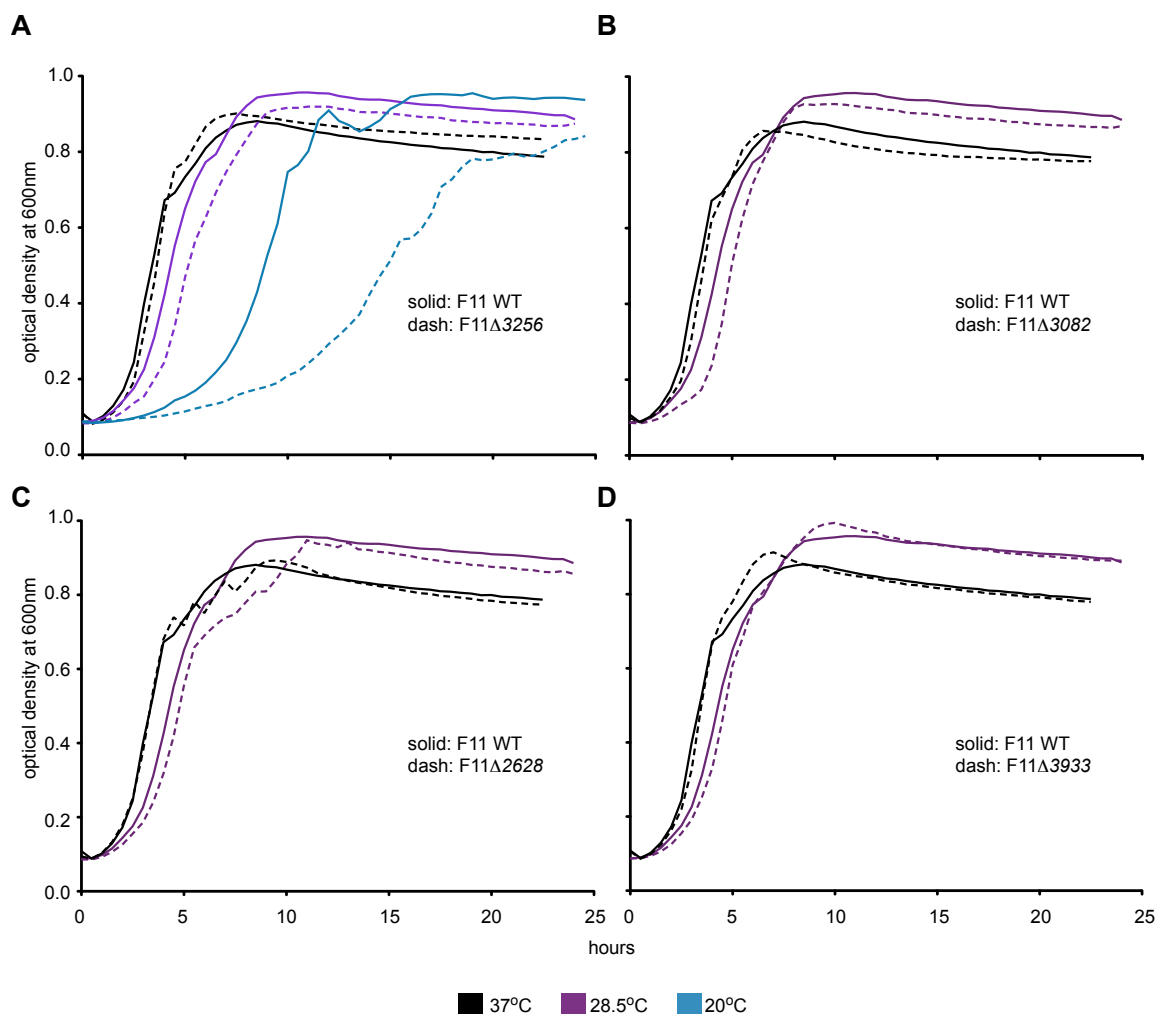 A
B
1.0
0.8
0.6
0.4
0.2
0.0
optical density at 600nm
solid: F11 WT
dash: F11Δ3256
solid: F11 WT
dash: F11Δ3082
C
D
1.0
0.8
0.6
0.4
0.2
0.0
optical density at 600nm
solid: F11 WT
dash: F11Δ2628
solid: F11 WT
dash: F11Δ3933
0 5 10 15 20 25
0 5 10 15 20 25
hours
37ºC 28.5ºC 20ºC